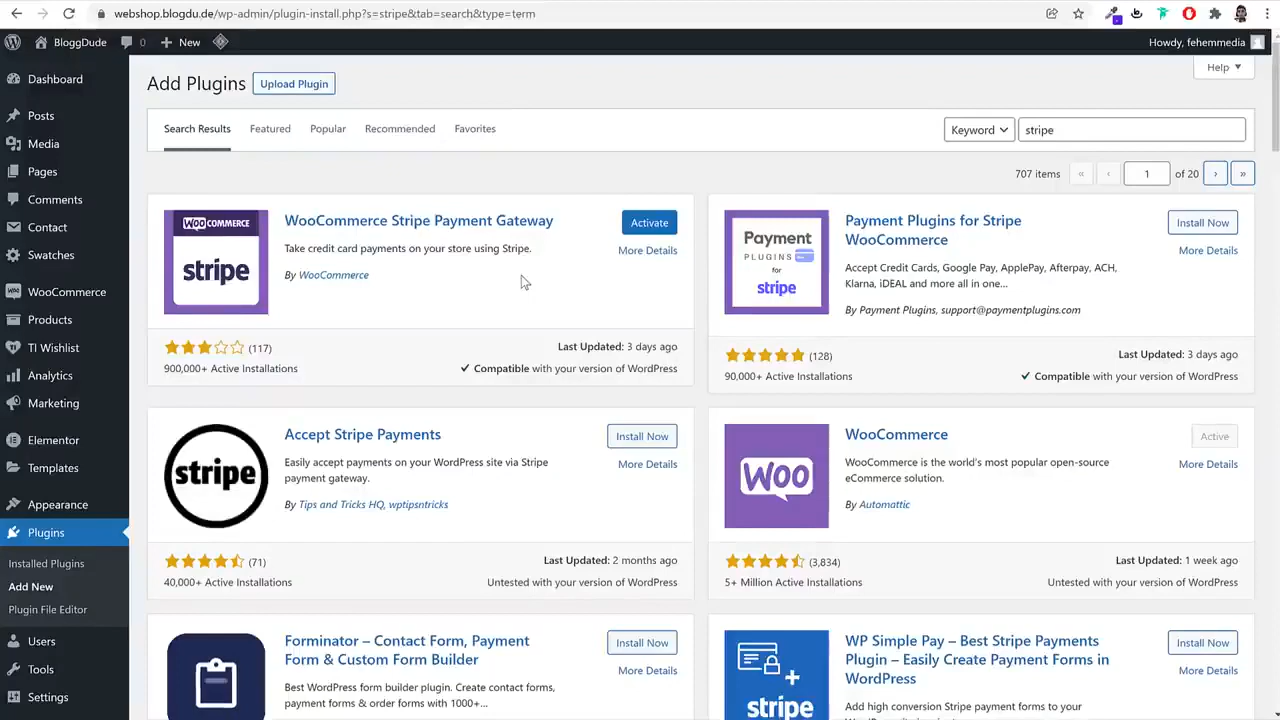 webshop.blogdu.de/wp-admin/plugin-install.php?s=stripe&tab=search&type=term
BloggDude
0
New
Howdy, fehemmedia
Dashboard
Posts
Media
Pages
Comments
Contact
Swatches
WooCommerce
Products
TI Wishlist
Analytics
Marketing
Elementor
Templates
Appearance
Plugins
Installed Plugins
Add New
Plugin File Editor
Users
Tools
Settings
Help
Add Plugins
Upload Plugin
Search Results
Featured
Popular
Recommended
Favorites
Keyword
stripe
707 items
«
‹
1
of 20
›
»
WOO COMMERCE
stripe
WooCommerce Stripe Payment Gateway
Take credit card payments on your store using Stripe.
By WooCommerce
Activate
More Details
(117)
900,000+ Active Installations
Last Updated: 3 days ago
Compatible with your version of WordPress
Payment
PLUGINS
for
stripe
Payment Plugins for Stripe
WooCommerce
Accept Credit Cards, Google Pay, ApplePay, Afterpay, ACH,
Klarna, iDEAL and more all in one...
By Payment Plugins, support@paymentplugins.com
Install Now
More Details
(128)
90,000+ Active Installations
Last Updated: 3 days ago
Compatible with your version of WordPress
stripe
Accept Stripe Payments
Easily accept payments on your WordPress site via Stripe
payment gateway.
By Tips and Tricks HQ, wptipsntricks
Install Now
More Details
(71)
40,000+ Active Installations
Last Updated: 2 months ago
Untested with your version of WordPress
WOO
WooCommerce
WooCommerce is the world's most popular open-source
eCommerce solution.
By Automattic
Active
More Details
(3,834)
5+ Million Active Installations
Last Updated: 1 week ago
Untested with your version of WordPress
Forminator – Contact Form, Payment
Form & Custom Form Builder
Best WordPress form builder plugin. Create contact forms,
payment forms & order forms with 1000+...
Install Now
More Details
stripe
WP Simple Pay – Best Stripe Payments
Plugin – Easily Create Payment Forms in
WordPress
Add high conversion Stripe payment forms to your
Install Now
More Details